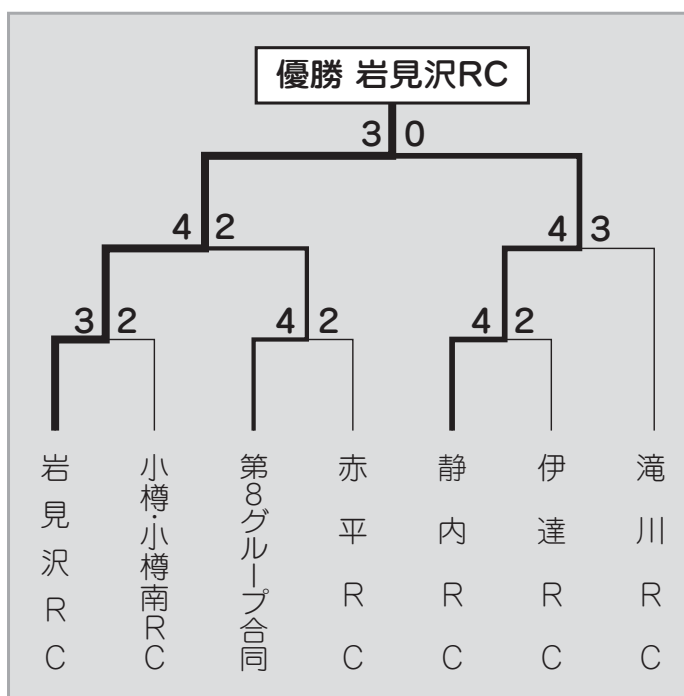 優勝 岩見沢RC
3 0
4 2
4 3
3 2
4 2
4 2
岩見沢RC
小樽・小樽南RC
第8グループ合同
赤平RC
静内RC
伊達RC
滝川RC